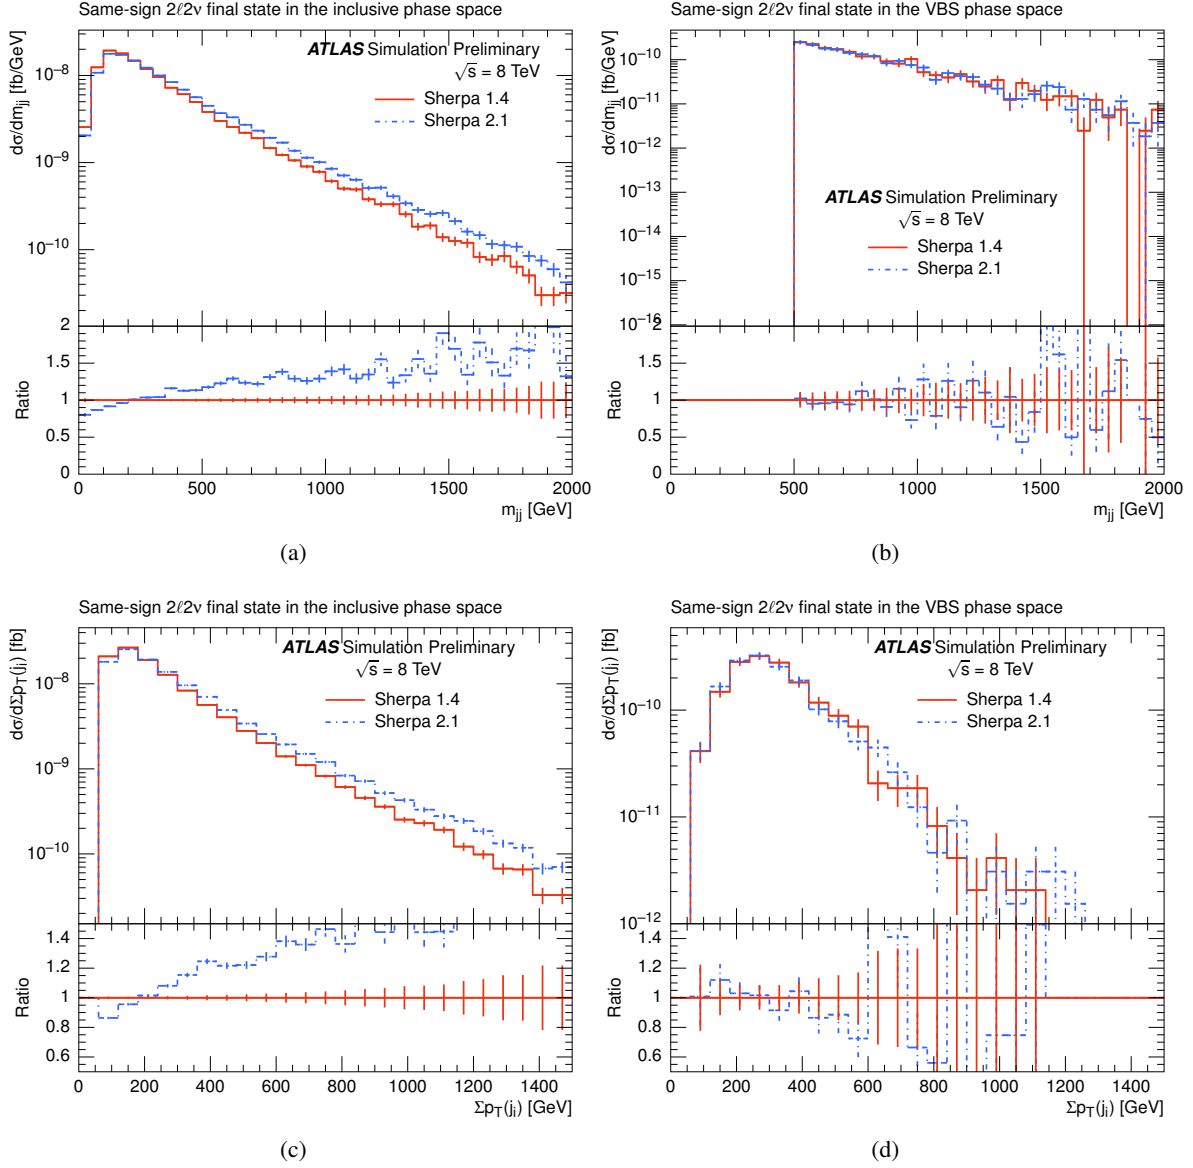 Same-sign 2ℓ2ν final state in the inclusive phase space
ATLAS Simulation Preliminary
√s = 8 TeV
Sherpa 1.4
Sherpa 2.1
dσ/dm_jj [fb/GeV]
10⁻⁸
10⁻⁹
10⁻¹⁰
Ratio
2
1.5
1
0.5
0
0 500 1000 1500 2000
m_jj [GeV]
(a)
Same-sign 2ℓ2ν final state in the VBS phase space
ATLAS Simulation Preliminary
√s = 8 TeV
Sherpa 1.4
Sherpa 2.1
dσ/dm_jj [fb/GeV]
10⁻¹⁰
10⁻¹¹
10⁻¹²
10⁻¹³
10⁻¹⁴
10⁻¹⁵
10⁻¹⁶
Ratio
2
1.5
1
0.5
0
0 500 1000 1500 2000
m_jj [GeV]
(b)
Same-sign 2ℓ2ν final state in the inclusive phase space
ATLAS Simulation Preliminary
√s = 8 TeV
Sherpa 1.4
Sherpa 2.1
dσ/dΣp_T(j_i) [fb]
10⁻⁸
10⁻⁹
10⁻¹⁰
Ratio
1.4
1.2
1
0.8
0.6
0 200 400 600 800 1000 1200 1400
Σp_T(j_i) [GeV]
(c)
Same-sign 2ℓ2ν final state in the VBS phase space
ATLAS Simulation Preliminary
√s = 8 TeV
Sherpa 1.4
Sherpa 2.1
dσ/dΣp_T(j_i) [fb]
10⁻¹⁰
10⁻¹¹
10⁻¹²
Ratio
1.4
1.2
1
0.8
0.6
0 200 400 600 800 1000 1200 1400
Σp_T(j_i) [GeV]
(d)